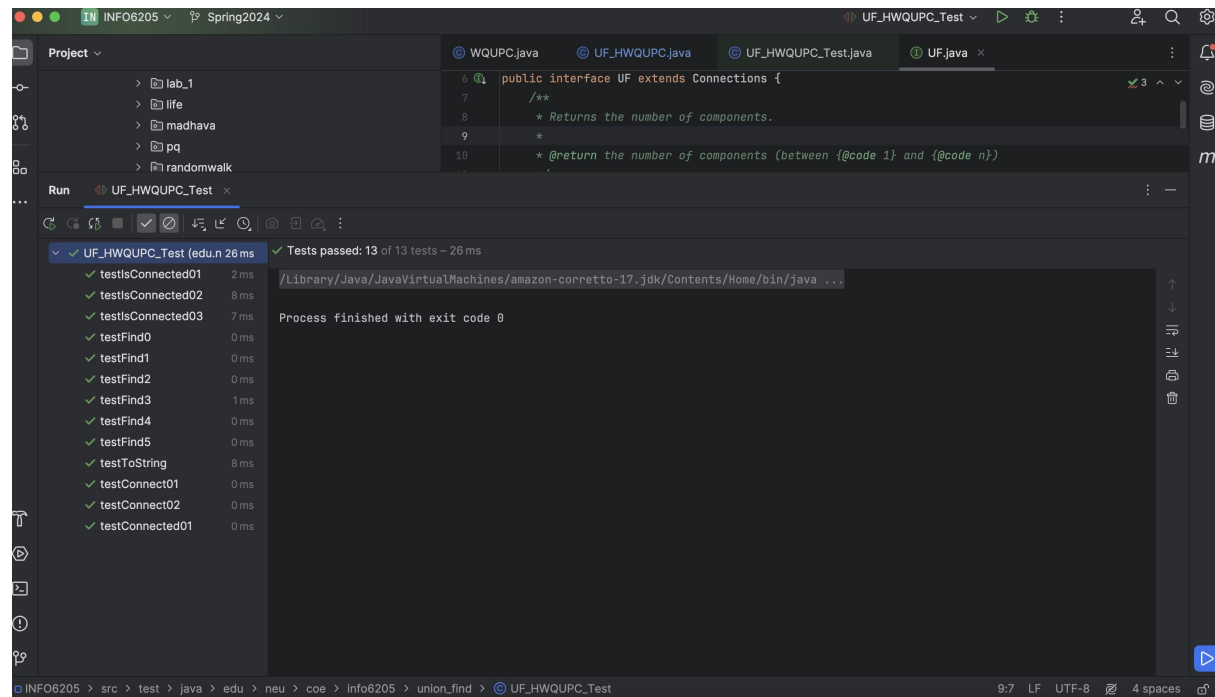 IN INFO6205 Spring2024 UF_HWQUPC_Test
Project
WQUPC.java UF_HWQUPC.java UF_HWQUPC_Test.java UF.java
lab_1
life
madhava
pq
randomwalk
6 public interface UF extends Connections { 3
7 /**
8 * Returns the number of components.
9 *
10 * @return the number of components (between {@code 1} and {@code n})
Run UF_HWQUPC_Test
UF_HWQUPC_Test (edu.n 26 ms
Tests passed: 13 of 13 tests – 26 ms
testIsConnected01 2 ms
testIsConnected02 8 ms
testIsConnected03 7 ms
testFind0 0 ms
testFind1 0 ms
testFind2 0 ms
testFind3 1 ms
testFind4 0 ms
testFind5 0 ms
testToString 8 ms
testConnect01 0 ms
testConnect02 0 ms
testConnected01 0 ms
/Library/Java/JavaVirtualMachines/amazon-corretto-17.jdk/Contents/Home/bin/java ...
Process finished with exit code 0
INFO6205 > src > test > java > edu > neu > coe > info6205 > union_find > UF_HWQUPC_Test 9:7 LF UTF-8 4 spaces